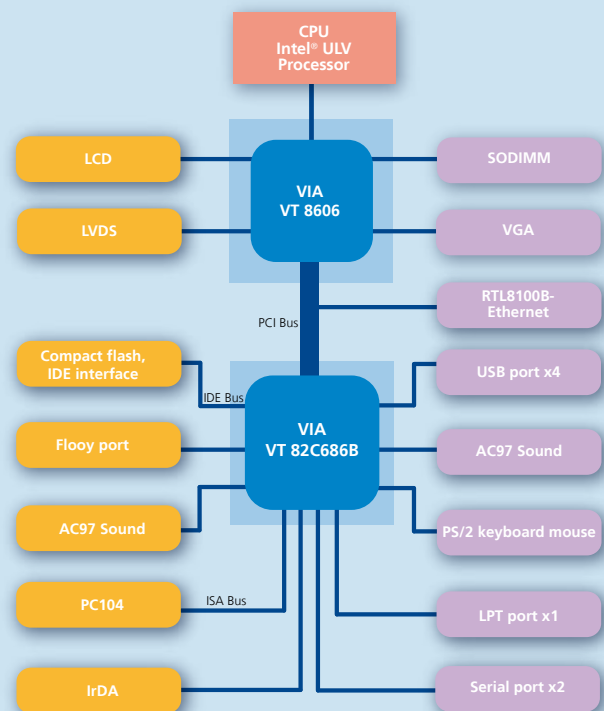 CPU
Intel® ULV
Processor
LCD
SODIMM
VIA
VT 8606
LVDS
VGA
RTL8100B-
Ethernet
PCI Bus
Compact flash,
IDE interface
USB port x4
IDE Bus
VIA
VT 82C686B
Flooy port
AC97 Sound
AC97 Sound
PS/2 keyboard mouse
PC104
ISA Bus
LPT port x1
IrDA
Serial port x2